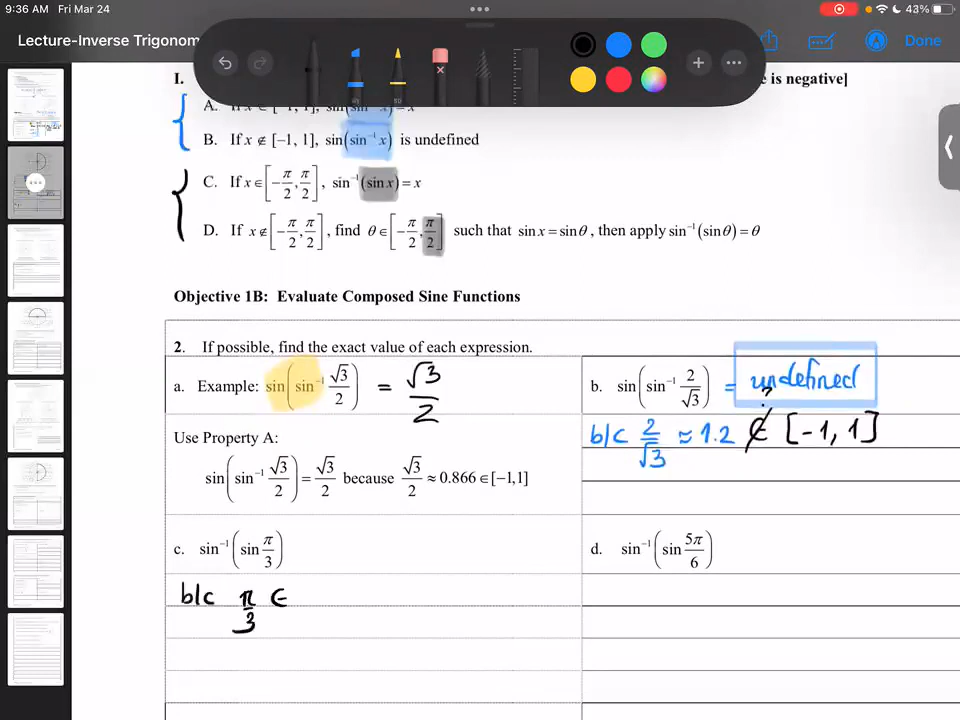 9:36 AM Fri Mar 24
43%
Lecture-Inverse Trigonom
Done
I.
e is negative]
B. If x ∉ [−1, 1], sin(sin⁻¹ x) is undefined
C. If x ∈ [−π/2, π/2], sin⁻¹(sin x) = x
D. If x ∉ [−π/2, π/2], find θ ∈ [−π/2, π/2] such that sin x = sin θ, then apply sin⁻¹(sin θ) = θ
Objective 1B: Evaluate Composed Sine Functions
2. If possible, find the exact value of each expression.
a. Example: sin(sin⁻¹ √3/2) = √3/2
b. sin(sin⁻¹ 2/√3) = undefined
b/c 2/√3 ≈ 1.2 ∉ [-1, 1]
Use Property A:
sin(sin⁻¹ √3/2) = √3/2 because √3/2 ≈ 0.866 ∈ [−1,1]
c. sin⁻¹(sin π/3)
d. sin⁻¹(sin 5π/6)
b/c π/3 ∈